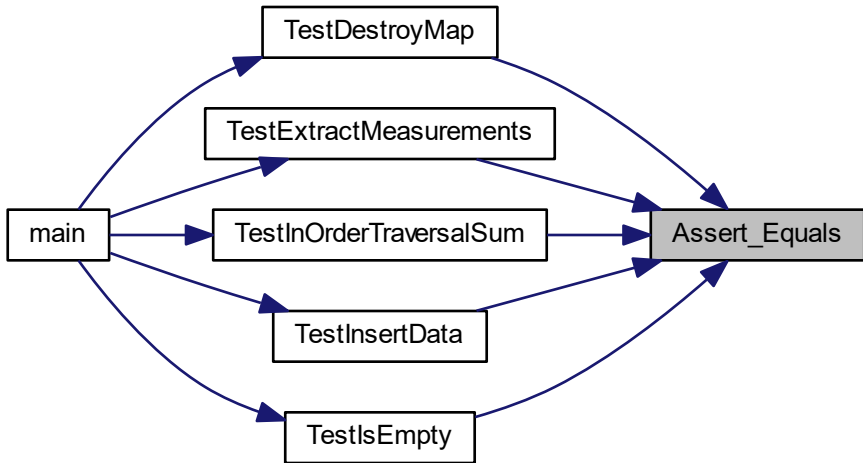 TestDestroyMap
TestExtractMeasurements
main
TestInOrderTraversalSum
Assert_Equals
TestInsertData
TestIsEmpty